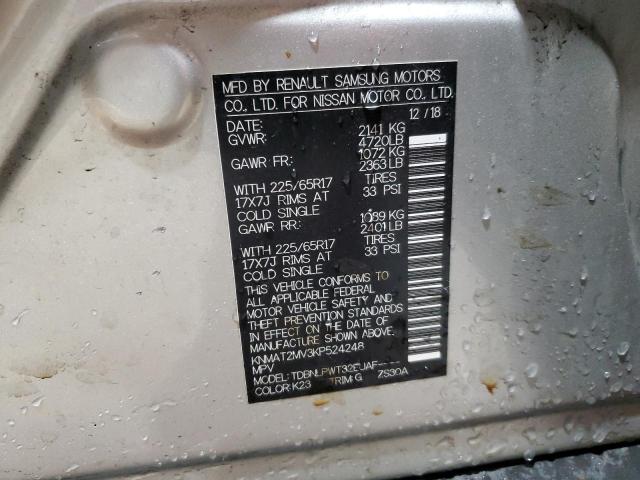 MFD BY RENAULT SAMSUNG MOTORS
CO. LTD. FOR NISSAN MOTOR CO., LTD.
DATE: 12/18
GVWR: 2141 KG
4720LB
GAWR FR: 1072 KG
2363LB
WITH 225/65R17 TIRES
17X7J RIMS AT 33 PSI
COLD SINGLE
GAWR RR: 1089 KG
2401LB
WITH 225/65R17 TIRES
17X7J RIMS AT 33 PSI
COLD SINGLE
THIS VEHICLE CONFORMS TO
ALL APPLICABLE FEDERAL
MOTOR VEHICLE SAFETY AND
THEFT PREVENTION STANDARDS
IN EFFECT ON THE DATE OF
MANUFACTURE SHOWN ABOVE.
KNMAT2MV3KP524248
MPV
MODEL: ZS30A
COLOR:K23 TRIM:G